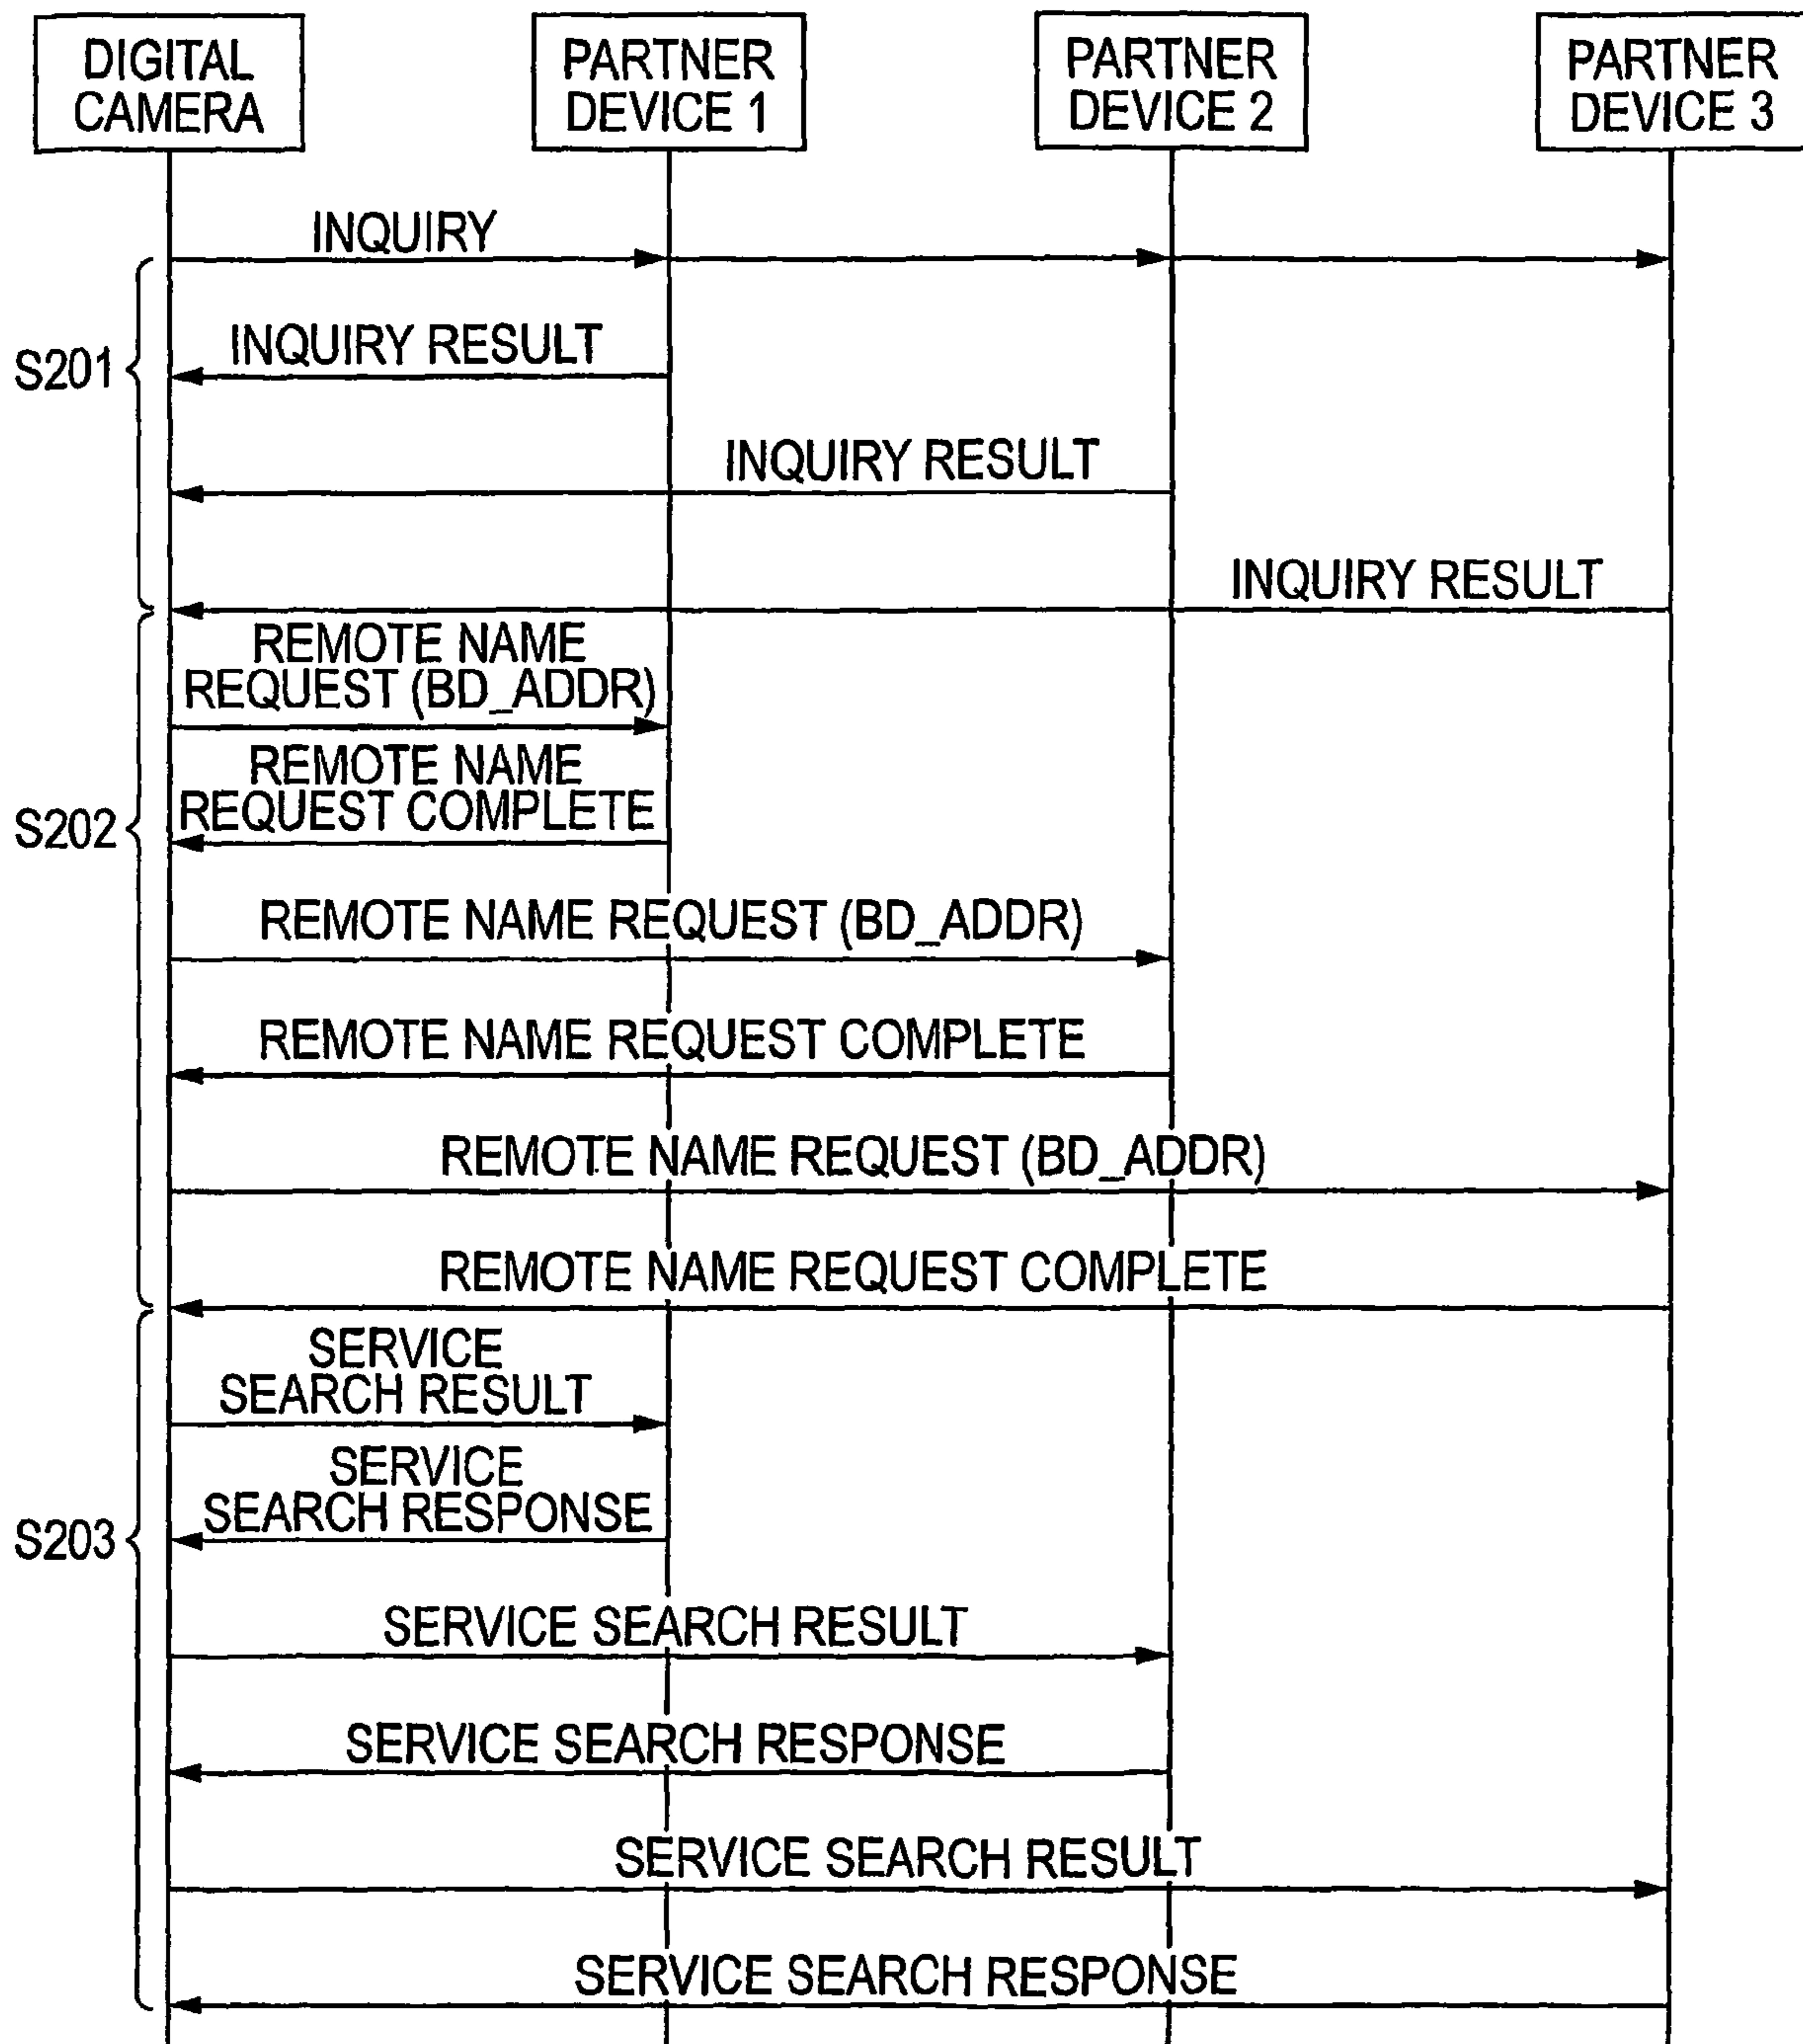 DIGITAL
CAMERA
PARTNER
DEVICE 1
PARTNER
DEVICE 2
PARTNER
DEVICE 3
INQUIRY
S201
INQUIRY RESULT
INQUIRY RESULT
INQUIRY RESULT
REMOTE NAME
REQUEST (BD_ADDR)
S202
REMOTE NAME
REQUEST COMPLETE
REMOTE NAME REQUEST (BD_ADDR)
REMOTE NAME REQUEST COMPLETE
REMOTE NAME REQUEST (BD_ADDR)
REMOTE NAME REQUEST COMPLETE
SERVICE
SEARCH RESULT
S203
SERVICE
SEARCH RESPONSE
SERVICE SEARCH RESULT
SERVICE SEARCH RESPONSE
SERVICE SEARCH RESULT
SERVICE SEARCH RESPONSE